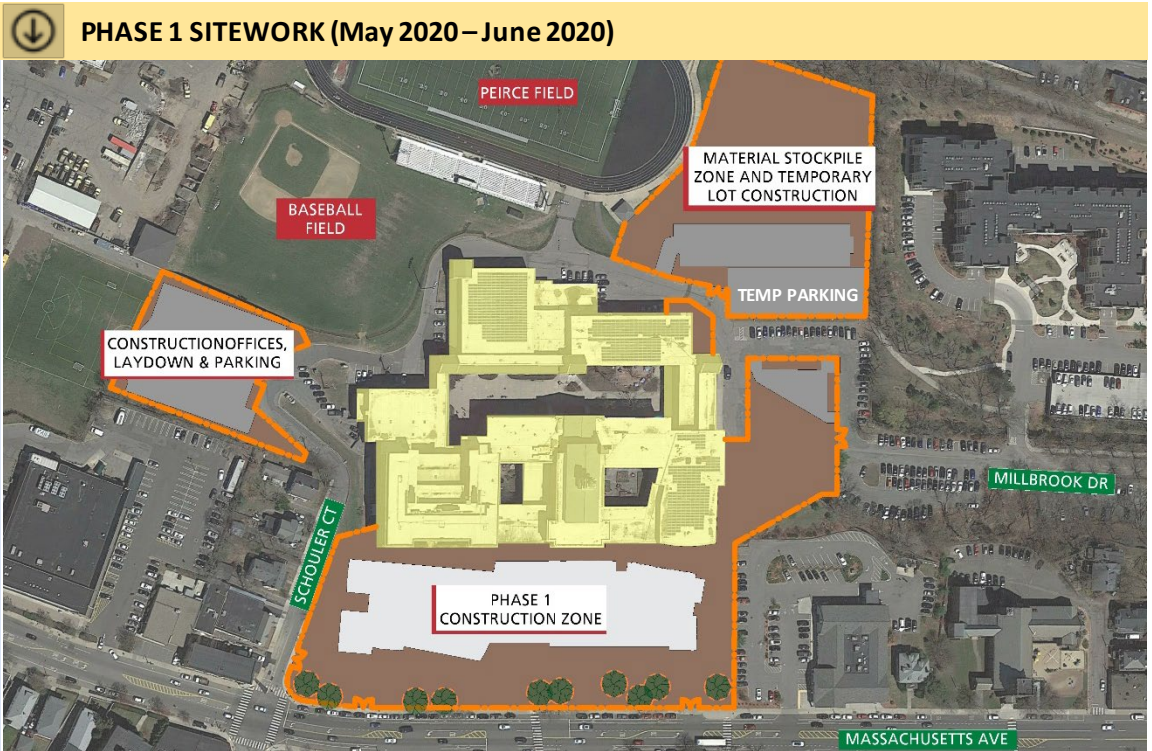 PHASE 1 SITEWORK (May 2020 – June 2020)
PEIRCE FIELD
MATERIAL STOCKPILE
ZONE AND TEMPORARY
LOT CONSTRUCTION
BASEBALL
FIELD
TEMP PARKING
CONSTRUCTIONOFFICES,
LAYDOWN & PARKING
MILLBROOK DR
SCHOULER CT
PHASE 1
CONSTRUCTION ZONE
MASSACHUSETTS AVE